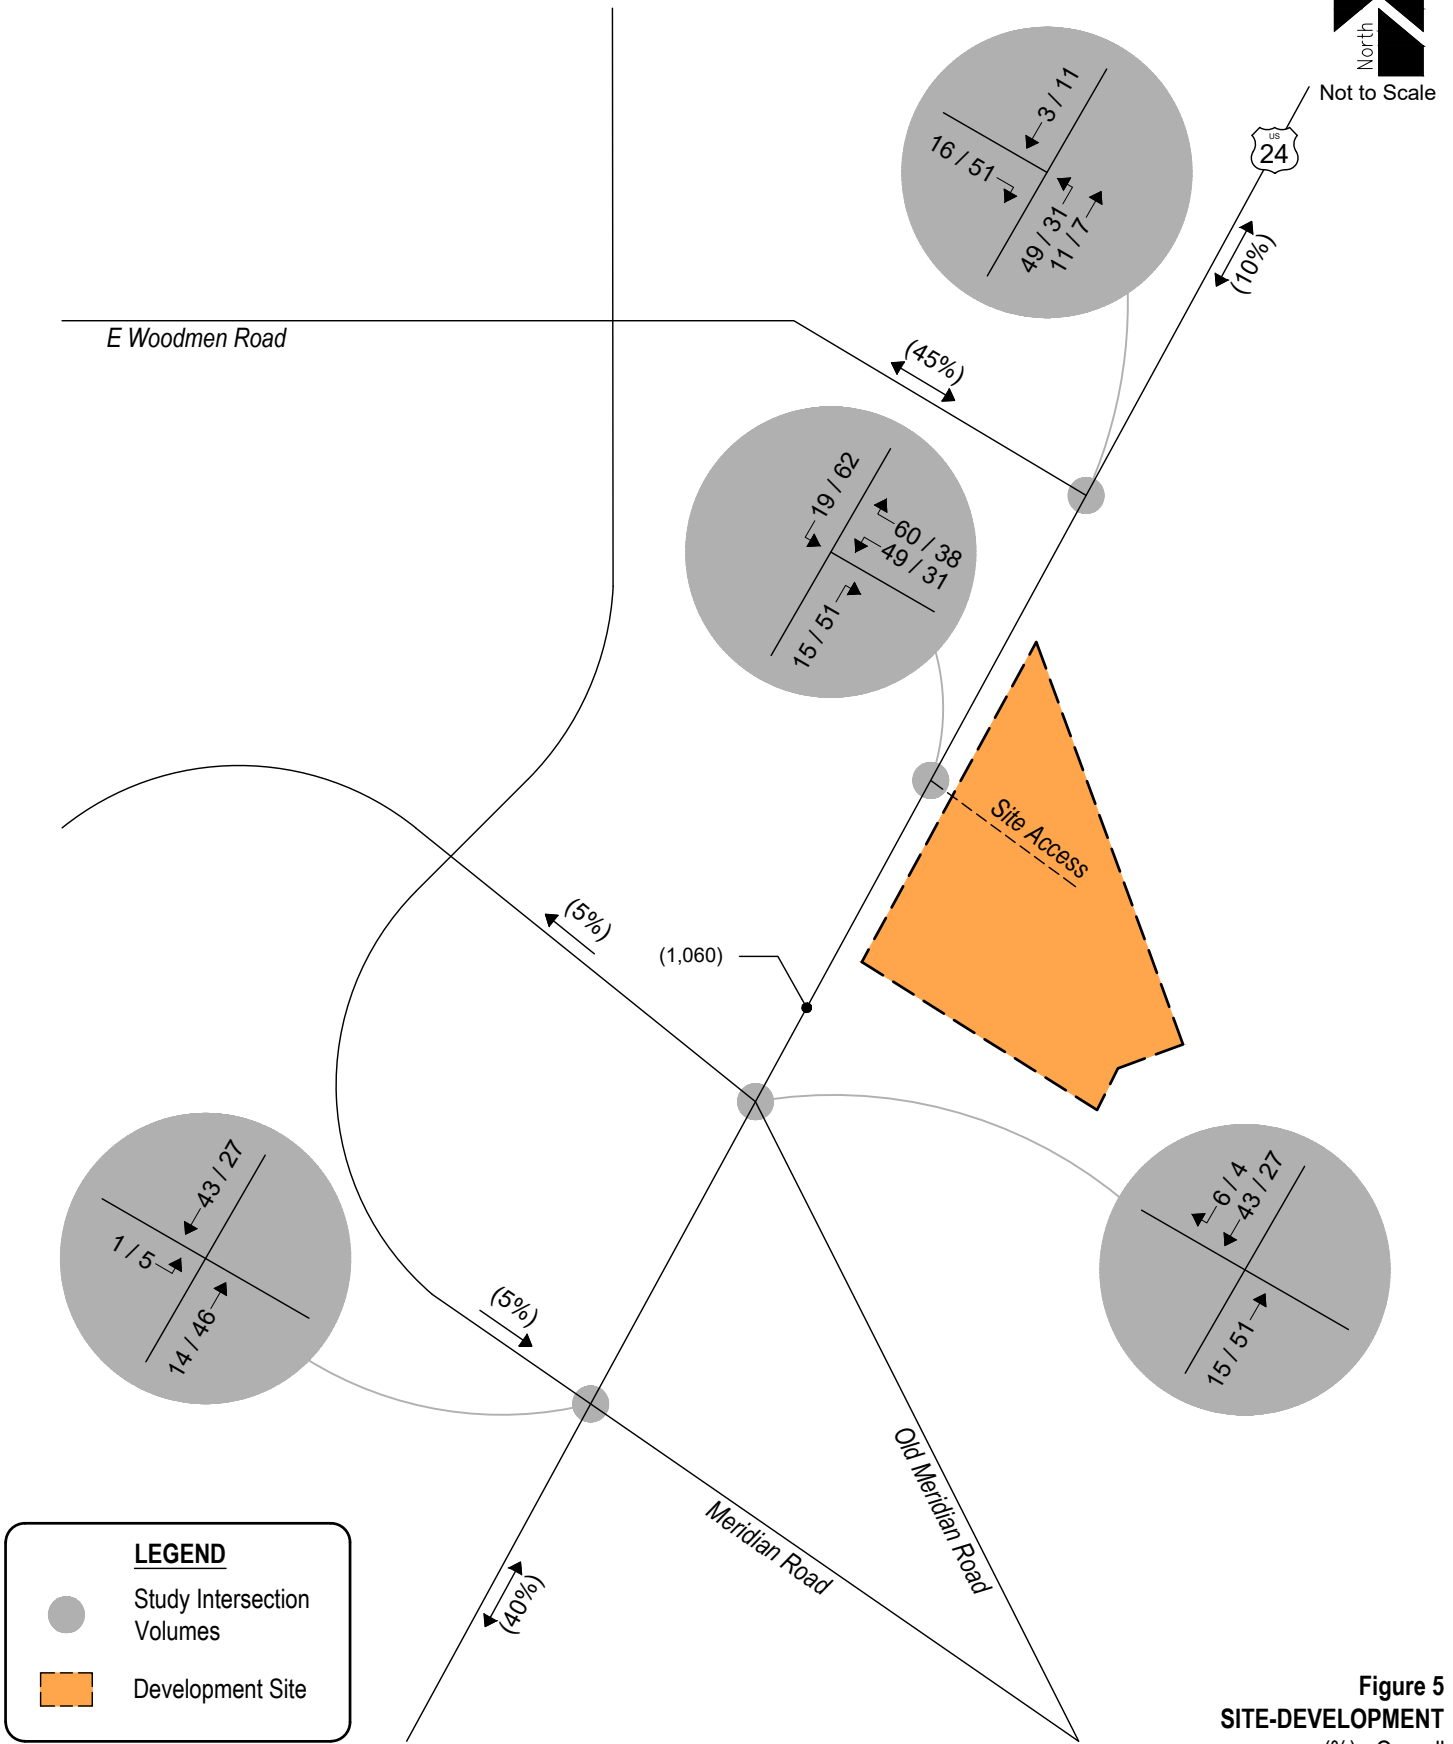 North
Not to Scale
US
24
3 / 11
16 / 51
49 / 31
11 / 7
(10%)
E Woodmen Road
(45%)
19 / 62
60 / 38
49 / 31
15 / 51
Site Access
(5%)
(1,060)
43 / 27
1 / 5
14 / 46
6 / 4
43 / 27
15 / 51
(5%)
Old Meridian Road
Meridian Road
(40%)
LEGEND
Study Intersection
Volumes
Development Site
Figure 5
SITE-DEVELOPMENT